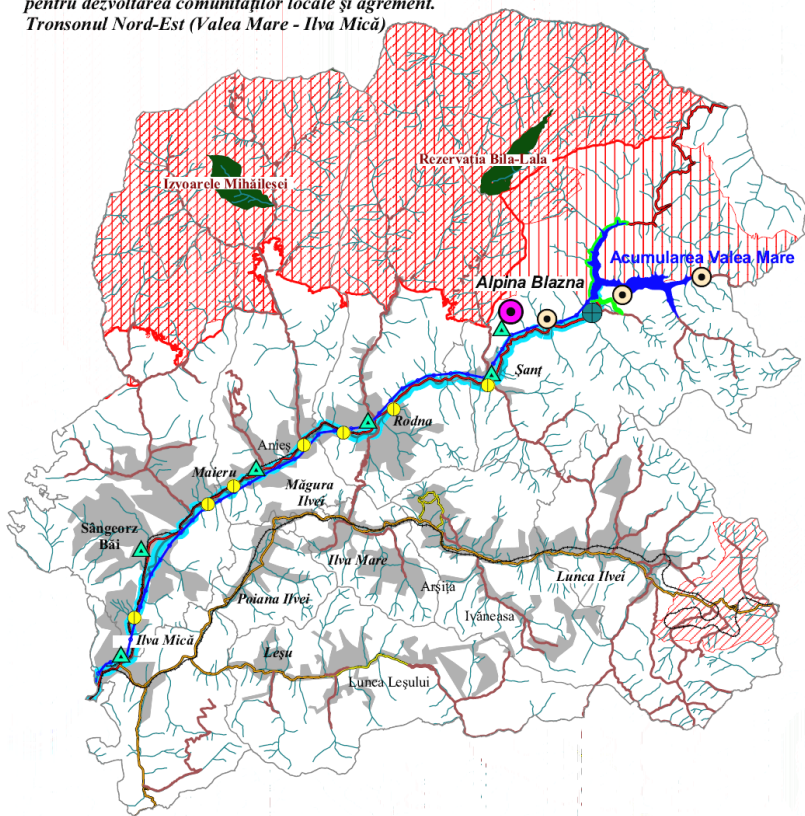 pentru dezvoltarea comunităților locale şi agrement.
Tronsonul Nord-Est (Valea Mare - Ilva Mică)
Rezervatia Bila-Lala
Izvoarele Mihăilesei
Acumularea Valea Mare
Alpina Blazna
Şanţ
Rodna
Anieş
Maieru
Măgura
Ilvei
Sângeorz
Băi
Ilva Mare
Lunca Ilvei
Arşiţa
Poiana Ilvei
Ivăneasa
Ilva Mică
Leşu
Lunca Leşului